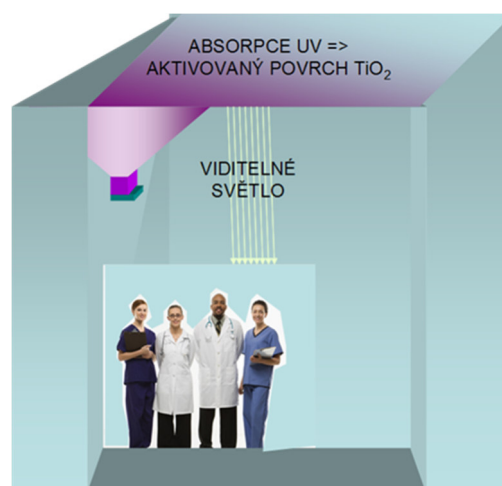 ABSORPCE UV =>
AKTIVOVANÝ POVRCH TiO₂
VIDITELNÉ
SVĚTLO